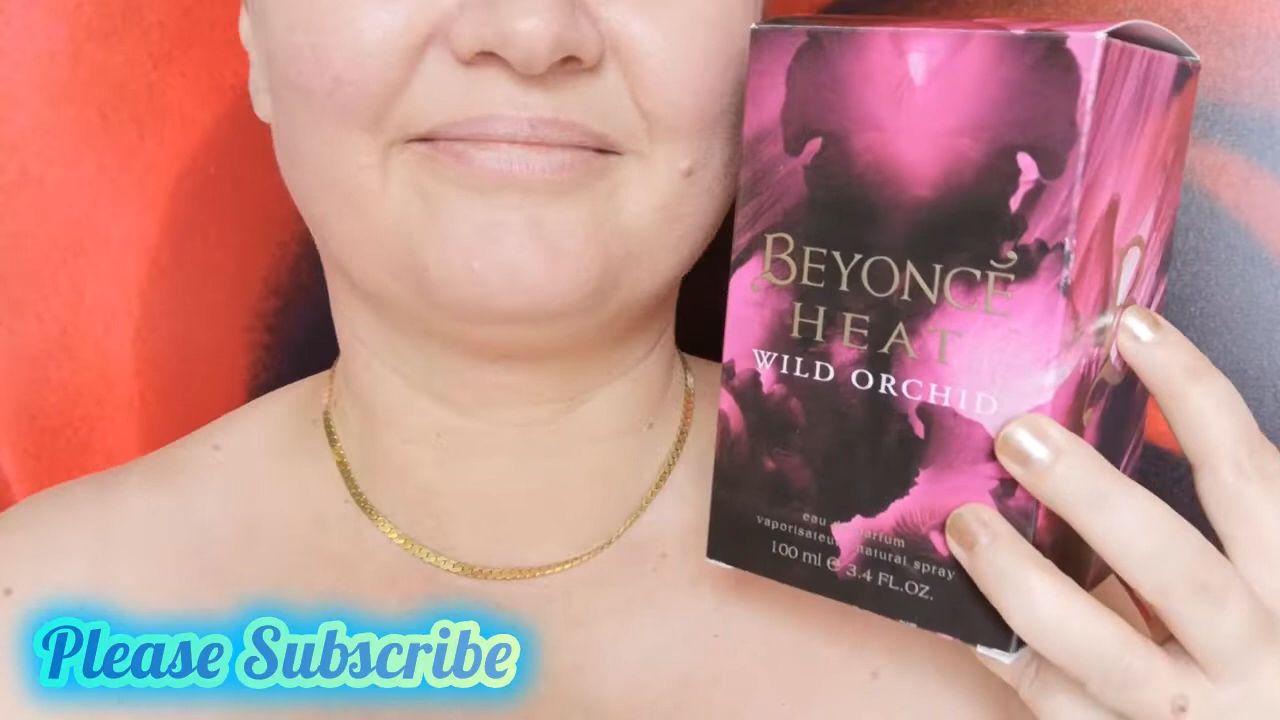 BEYONCÉ
HEAT
WILD ORCHID
eau parfum
vaporisateur natural spray
100 ml e 3.4 FL.OZ.
Please Subscribe